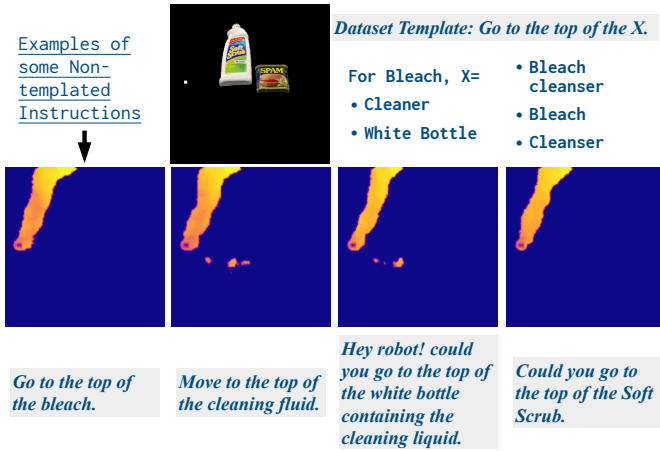 Examples of
some Non-
templated
Instructions
Soft
Scrub
SPAM
Dataset Template: Go to the top of the X.
For Bleach, X=
• Cleaner
• White Bottle
• Bleach
cleanser
• Bleach
• Cleanser
Go to the top of
the bleach.
Move to the top of
the cleaning fluid.
Hey robot! could
you go to the top of
the white bottle
containing the
cleaning liquid.
Could you go to
the top of the Soft
Scrub.